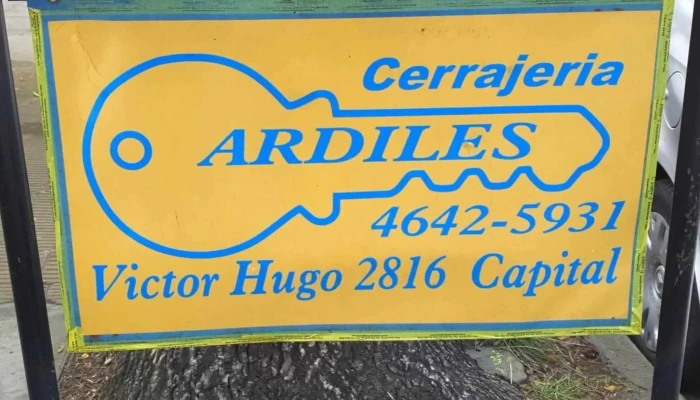 Cerrajeria
ARDILES
4642-5931
Victor Hugo 2816 Capital